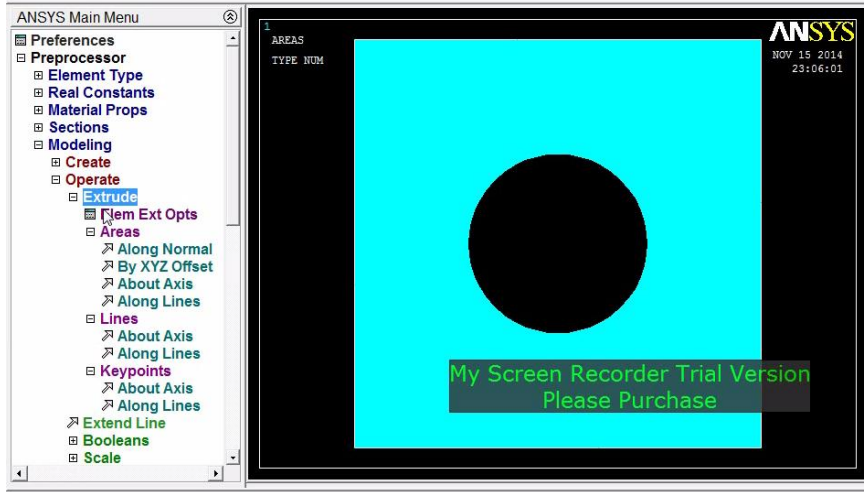 ANSYS Main Menu
Preferences
Preprocessor
Element Type
Real Constants
Material Props
Sections
Modeling
Create
Operate
Extrude
Elem Ext Opts
Areas
Along Normal
By XYZ Offset
About Axis
Along Lines
Lines
About Axis
Along Lines
Keypoints
About Axis
Along Lines
Extend Line
Booleans
Scale
1
AREAS
TYPE NUM
ANSYS
NOV 15 2014
23:06:01
My Screen Recorder Trial Version
Please Purchase